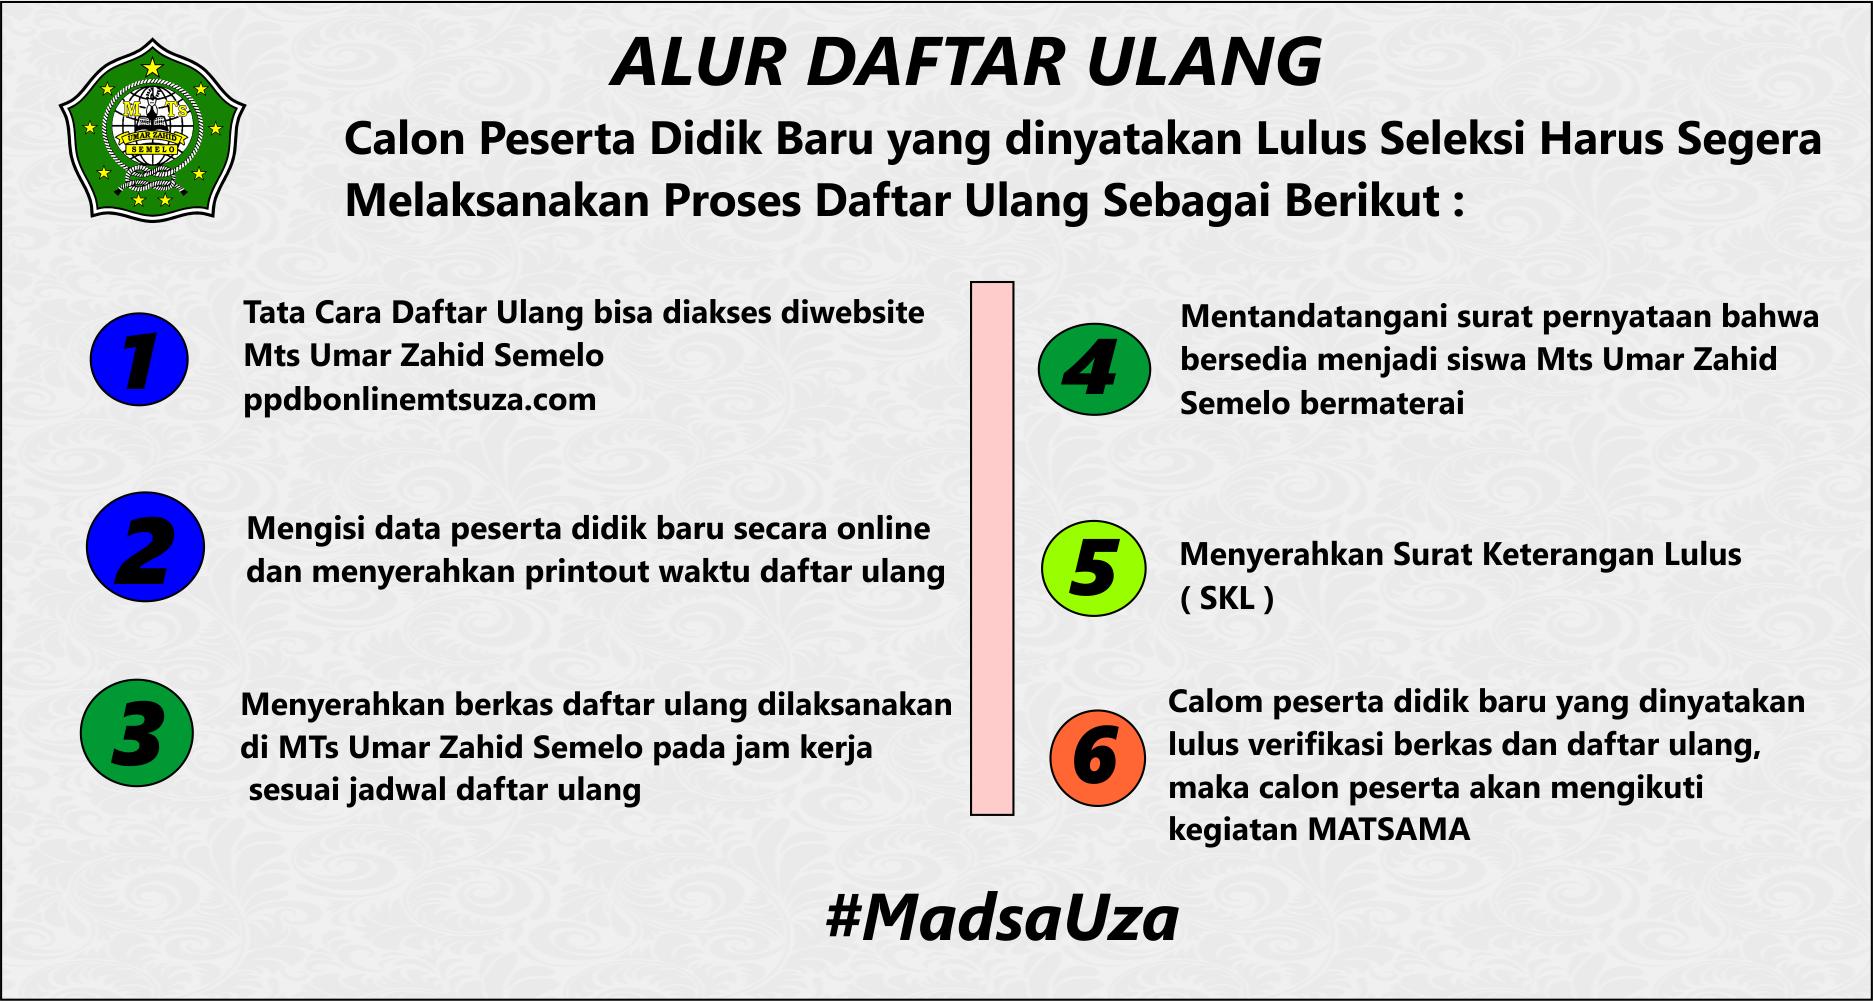 ALUR DAFTAR ULANG
Calon Peserta Didik Baru yang dinyatakan Lulus Seleksi Harus Segera
Melaksanakan Proses Daftar Ulang Sebagai Berikut :
M Ts
UMAR ZAHID
SEMELO
1
Tata Cara Daftar Ulang bisa diakses diwebsite
Mts Umar Zahid Semelo
ppdbonlinemtsuza.com
2
Mengisi data peserta didik baru secara online
dan menyerahkan printout waktu daftar ulang
3
Menyerahkan berkas daftar ulang dilaksanakan
di MTs Umar Zahid Semelo pada jam kerja
sesuai jadwal daftar ulang
4
Mentandatangani surat pernyataan bahwa
bersedia menjadi siswa Mts Umar Zahid
Semelo bermaterai
5
Menyerahkan Surat Keterangan Lulus
( SKL )
6
Calom peserta didik baru yang dinyatakan
lulus verifikasi berkas dan daftar ulang,
maka calon peserta akan mengikuti
kegiatan MATSAMA
#MadsaUza